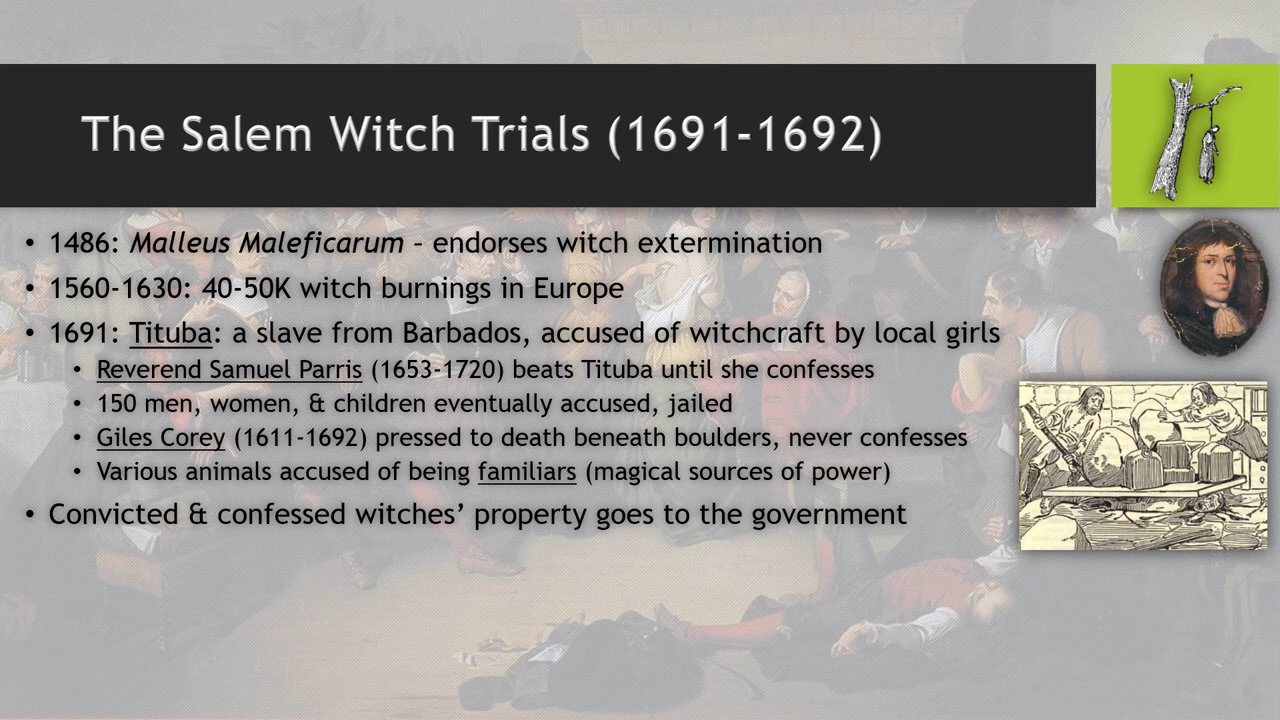 The Salem Witch Trials (1691-1692)
• 1486: Malleus Maleficarum – endorses witch extermination
• 1560-1630: 40-50K witch burnings in Europe
• 1691: Tituba: a slave from Barbados, accused of witchcraft by local girls
• Reverend Samuel Parris (1653-1720) beats Tituba until she confesses
• 150 men, women, & children eventually accused, jailed
• Giles Corey (1611-1692) pressed to death beneath boulders, never confesses
• Various animals accused of being familiars (magical sources of power)
• Convicted & confessed witches’ property goes to the government